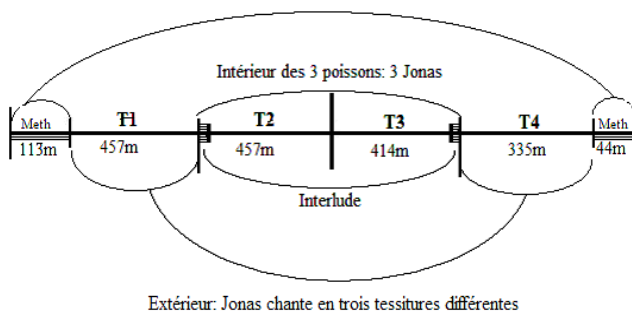 Intérieur des 3 poissons: 3 Jonas
Meth T1 T2 T3 T4 Meth
113m 457m 457m 414m 335m 44m
Interlude
Extérieur: Jonas chante en trois tessitures différentes